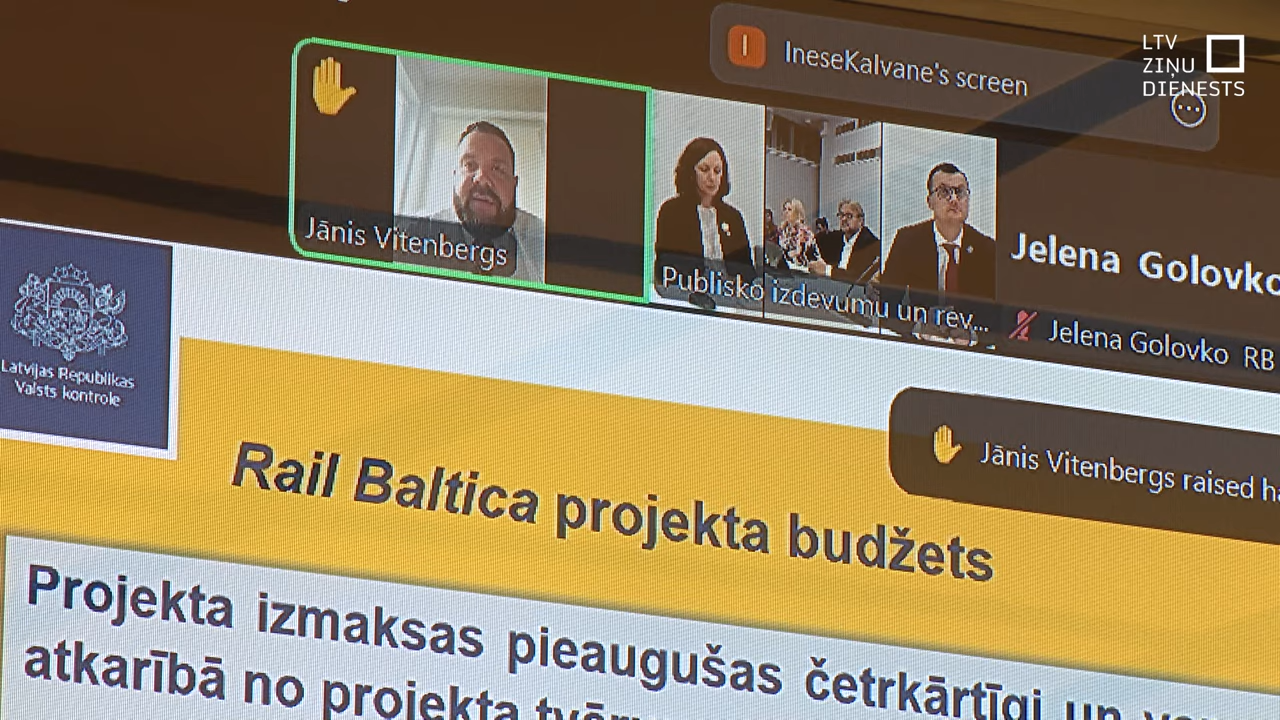 LTV
ZIŅU
DIENESTS
I
IneseKalvane's screen
Jānis Vitenbergs
Publisko izdevumu un rev...
Jelena Golovko
Jelena Golovko RB
Jānis Vitenbergs raised
Latvijas Republikas
Valsts kontrole
Rail Baltica projekta budžets
Projekta izmaksas pieaugušas četrkārtīgi un
atkarībā no projekta